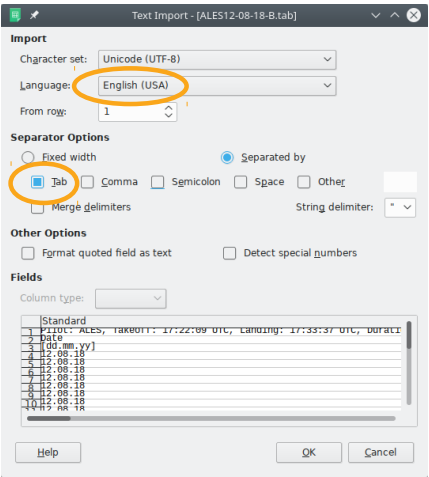 Text Import - [ALES12-08-18-B.tab]
Import
Character set: Unicode (UTF-8)
Language: English (USA)
From row: 1
Separator Options
Fixed width Separated by
Tab Comma Semicolon Space Other
Merge delimiters String delimiter: "
Other Options
Format quoted field as text Detect special numbers
Fields
Column type:
Standard
1 Pilot: ALES, Takeoff: 17:22:09 UTC, Landing: 17:33:37 UTC, Durati
2 Date
3 [dd.mm.yy]
4 12.08.18
5 12.08.18
6 12.08.18
7 12.08.18
8 12.08.18
9 12.08.18
10 12.08.18
11 12.08.18
Help OK Cancel